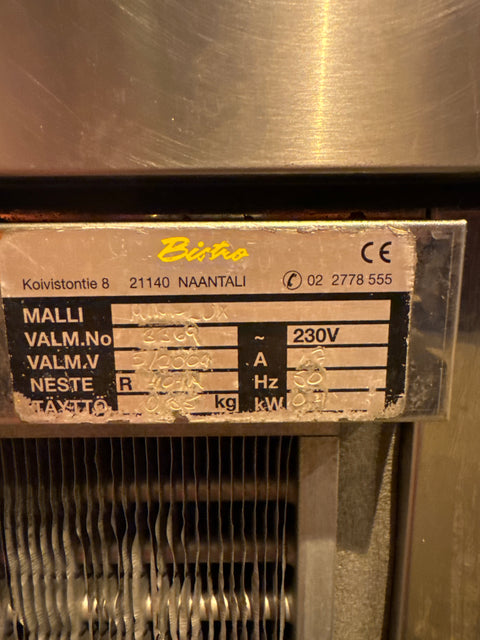 Bistro CE
Koivistontie 8 21140 NAANTALI ✆ 02 2778 555
MALLI
VALM.No 3369 ~ 230V
VALM.V A
NESTE R Hz 50
TÄYTTÖ kg kW